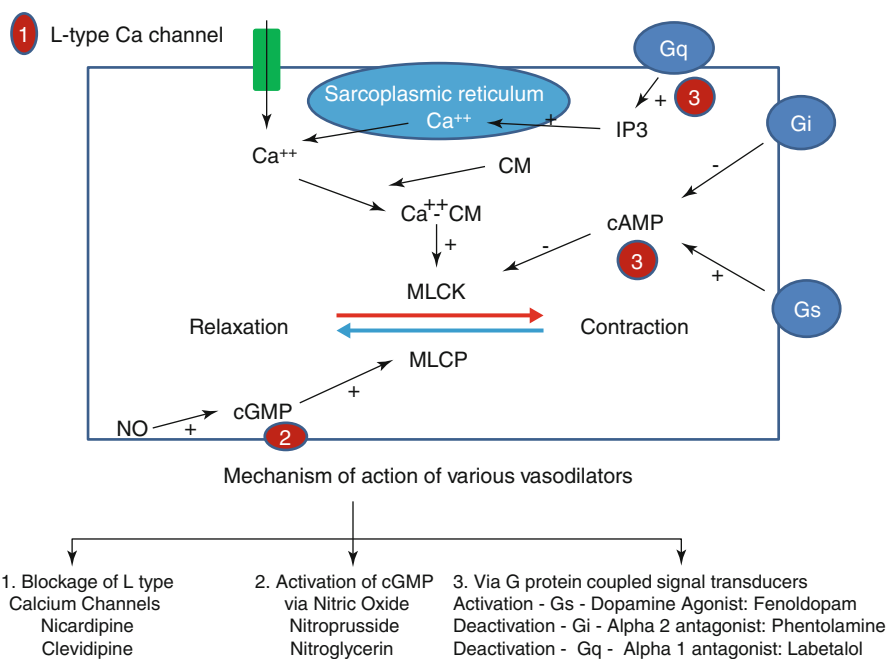 1 L-type Ca channel
Gq
Sarcoplasmic reticulum
3
+
Ca++
+
IP3
Gi
Ca++
CM
-
Ca++- CM
cAMP
+
-
3
+
MLCK
Gs
Relaxation
Contraction
MLCP
+
cGMP
NO
+
2
Mechanism of action of various vasodilators
1. Blockage of L type
Calcium Channels
Nicardipine
Clevidipine
2. Activation of cGMP
via Nitric Oxide
Nitroprusside
Nitroglycerin
3. Via G protein coupled signal transducers
Activation - Gs - Dopamine Agonist: Fenoldopam
Deactivation - Gi - Alpha 2 antagonist: Phentolamine
Deactivation - Gq - Alpha 1 antagonist: Labetalol